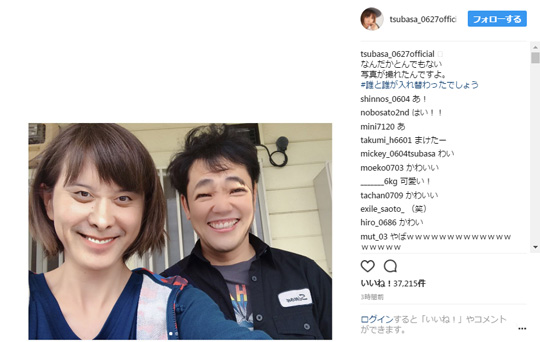 tsubasa_0627offici
フォローする
tsubasa_0627official
なんだかとんでもない
写真が撮れたんですよ。
#誰と誰が入れ替わったでしょう
shinnos_0604 あ！
nobosato2nd はい！！
mini7120 あ
takumi_h6601 まけたー
mickey_0604tsubasa わい
moeko0703 かわいい
______6kg 可愛い！
tachan0709 かわいい
exile_saoto_ （笑）
hiro_0686 かわい
mut_03 やばｗｗｗｗｗｗｗｗｗｗｗｗｗ
ｗｗｗｗｗ
いいね！37,215件
3時間前
ログインすると「いいね！」やコメント
ができます。